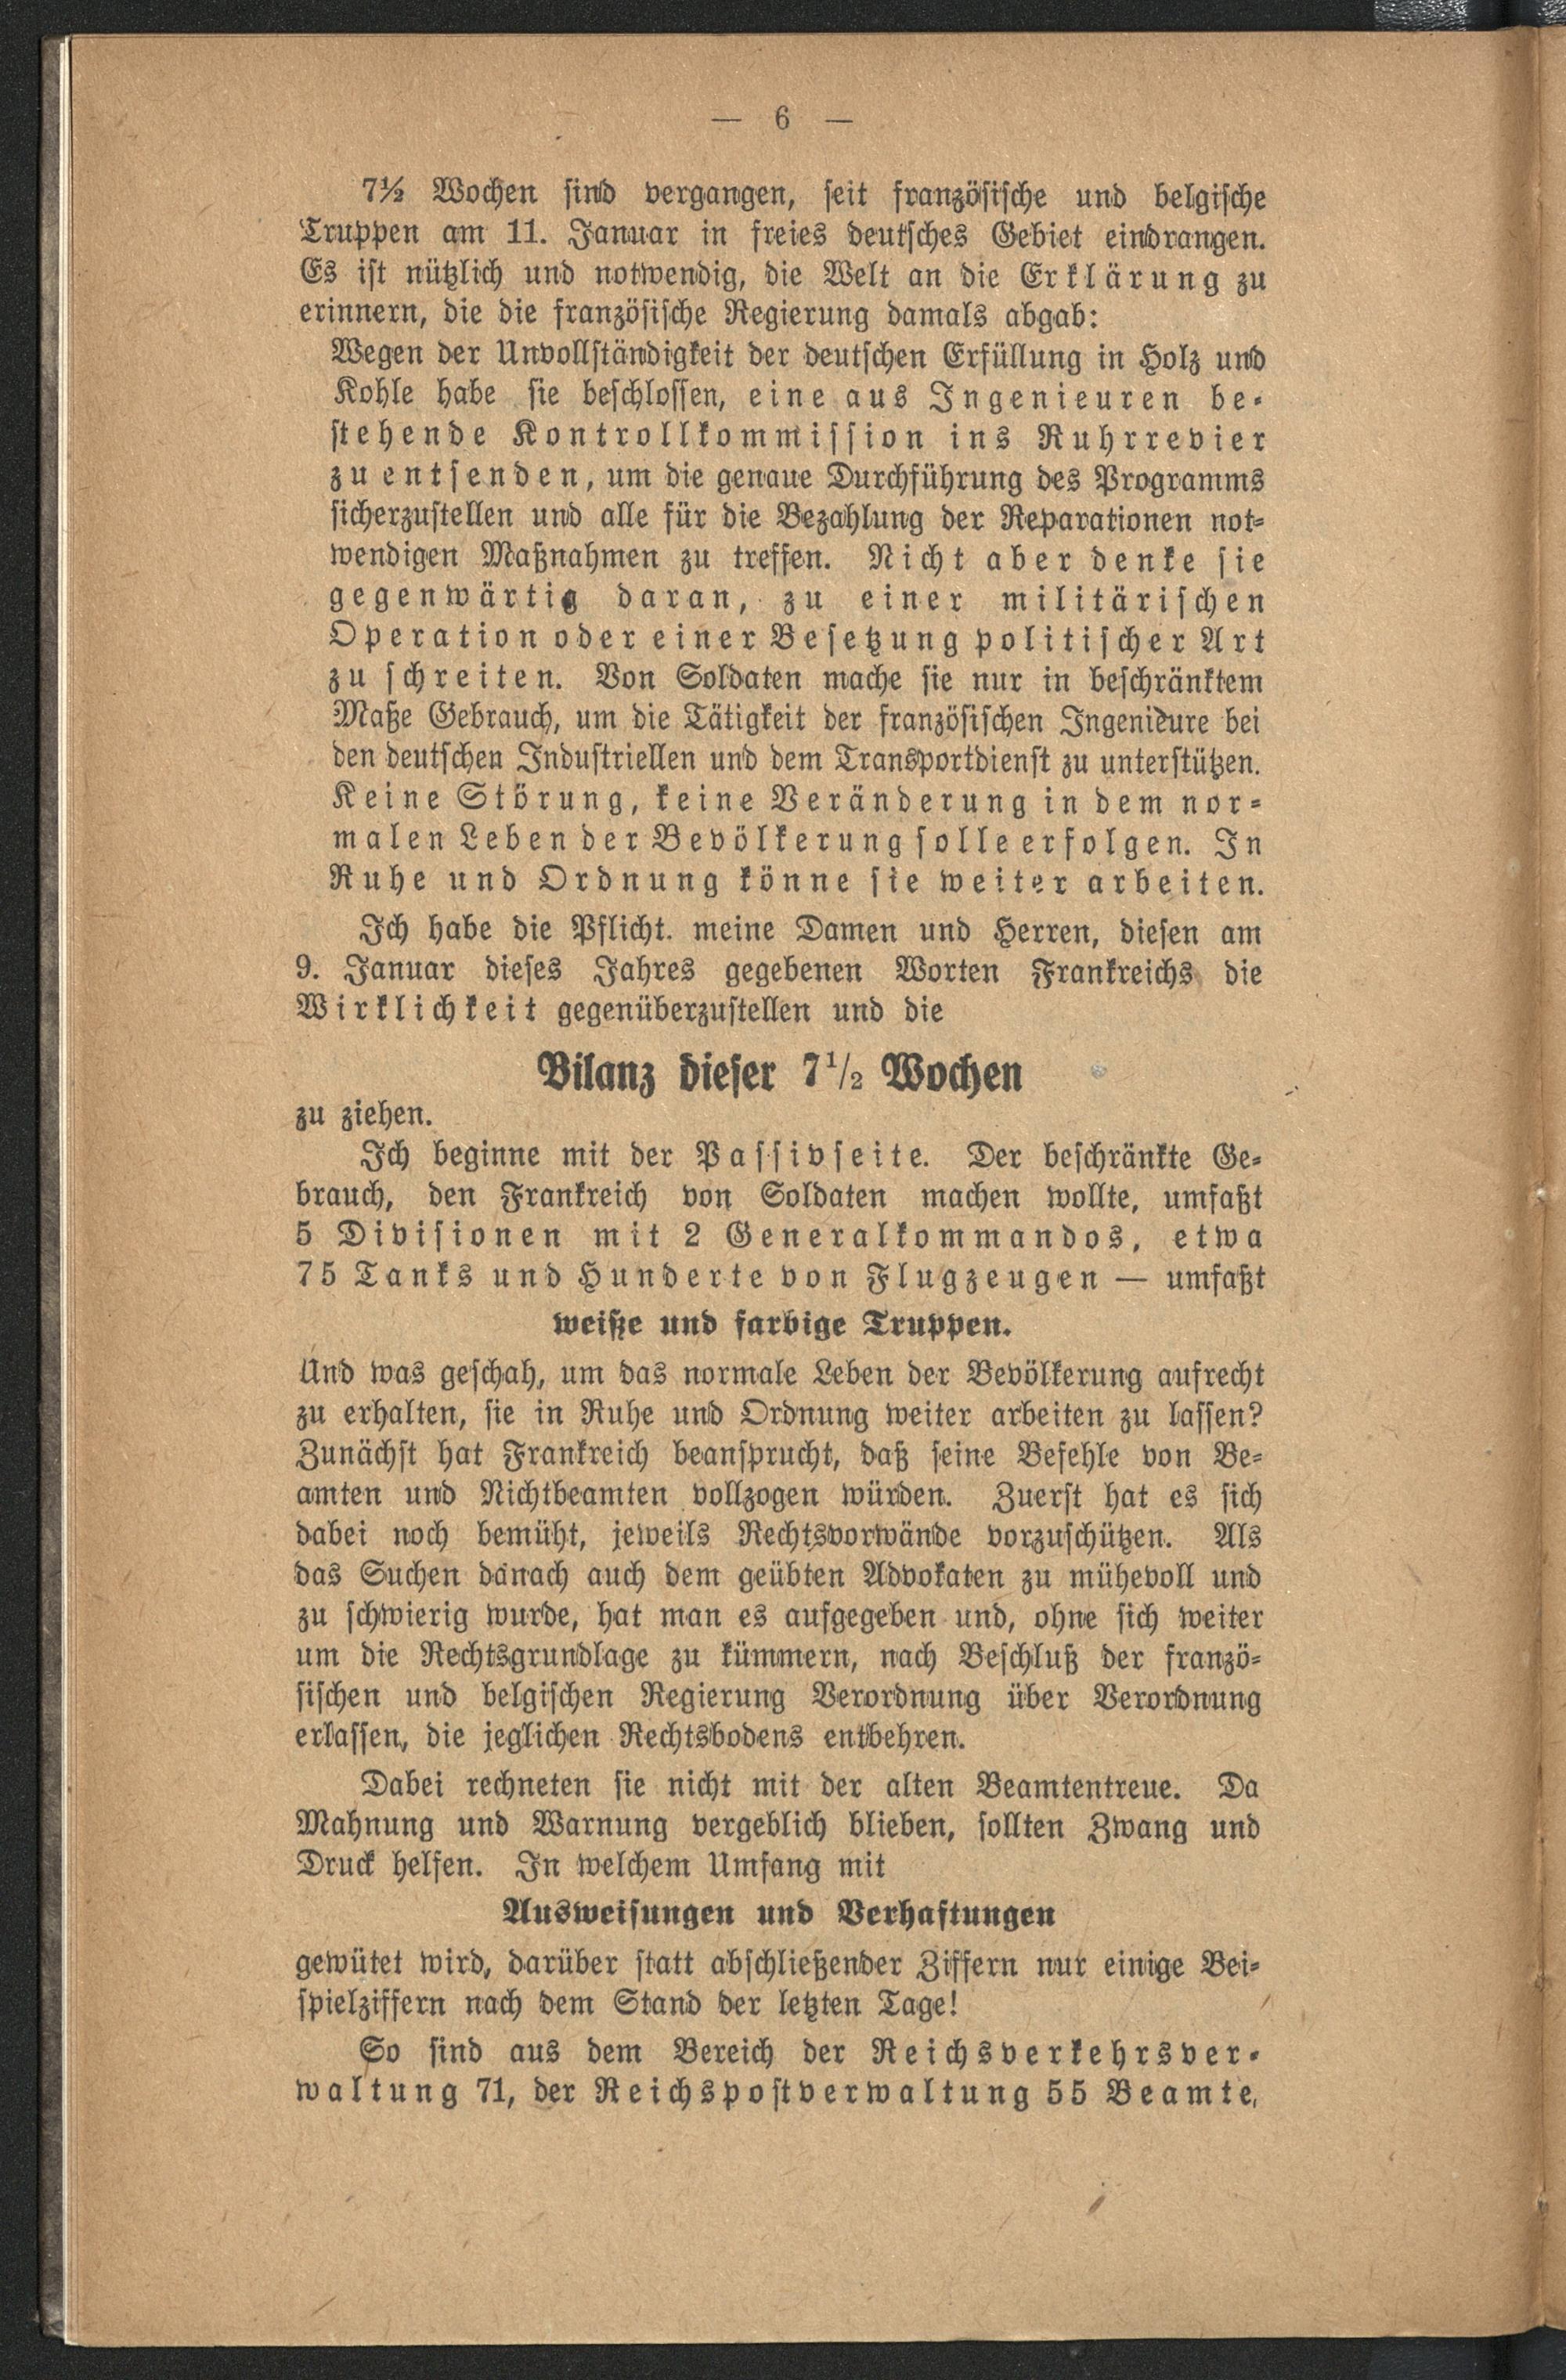 — 6 —
7½ Wochen sind vergangen, seit französische und belgische
Truppen am 11. Januar in freies deutsches Gebiet eindrangen.
Es ist nützlich und notwendig, die Welt an die Erklärung zu
erinnern, die die französische Regierung damals abgab:
Wegen der Unvollständigkeit der deutschen Erfüllung in Holz und
Kohle habe sie beschlossen, eine aus Ingenieuren be-
stehende Kontrollkommission ins Ruhrrevier
zu entsenden, um die genaue Durchführung des Programms
sicherzustellen und alle für die Bezahlung der Reparationen not-
wendigen Maßnahmen zu treffen. Nicht aber denke sie
gegenwärtig daran, zu einer militärischen
Operation oder einer Besetzung politischer Art
zu schreiten. Von Soldaten mache sie nur in beschränktem
Maße Gebrauch, um die Tätigkeit der französischen Ingenidure bei
den deutschen Industriellen und dem Transportdienst zu unterstützen.
Keine Störung, keine Veränderung in dem nor-
malen Leben der Bevölkerung solle erfolgen. In
Ruhe und Ordnung könne sie weiter arbeiten.
Ich habe die Pflicht. meine Damen und Herren, diesen am
9. Januar dieses Jahres gegebenen Worten Frankreichs die
Wirklichkeit gegenüberzustellen und die
Bilanz dieser 7¹/₂ Wochen
zu ziehen.
Ich beginne mit der Passivseite. Der beschränkte Ge-
brauch, den Frankreich von Soldaten machen wollte, umfaßt
5 Divisionen mit 2 Generalkommandos, etwa
75 Tanks und Hunderte von Flugzeugen — umfaßt
weiße und farbige Truppen.
Und was geschah, um das normale Leben der Bevölkerung aufrecht
zu erhalten, sie in Ruhe und Ordnung weiter arbeiten zu lassen?
Zunächst hat Frankreich beansprucht, daß seine Befehle von Be-
amten und Nichtbeamten vollzogen würden. Zuerst hat es sich
dabei noch bemüht, jeweils Rechtsvorwände vorzuschützen. Als
das Suchen danach auch dem geübten Advokaten zu mühevoll und
zu schwierig wurde, hat man es aufgegeben und, ohne sich weiter
um die Rechtsgrundlage zu kümmern, nach Beschluß der franzö-
sischen und belgischen Regierung Verordnung über Verordnung
erlassen, die jeglichen Rechtsbodens entbehren.
Dabei rechneten sie nicht mit der alten Beamtentreue. Da
Mahnung und Warnung vergeblich blieben, sollten Zwang und
Druck helfen. In welchem Umfang mit
Ausweisungen und Verhaftungen
gewütet wird, darüber statt abschließender Ziffern nur einige Bei-
spielziffern nach dem Stand der letzten Tage!
So sind aus dem Bereich der Reichsverkehrsver-
waltung 71, der Reichspostverwaltung 55 Beamte,